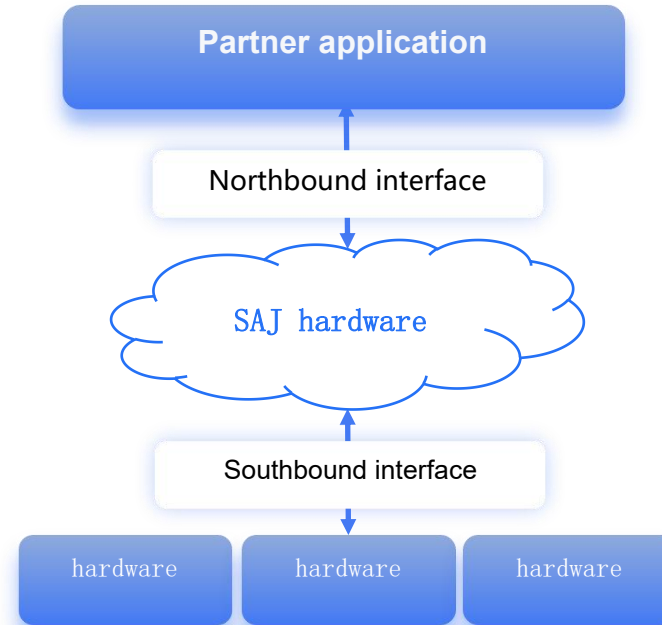 Partner application
Northbound interface
SAJ hardware
Southbound interface
hardware hardware hardware